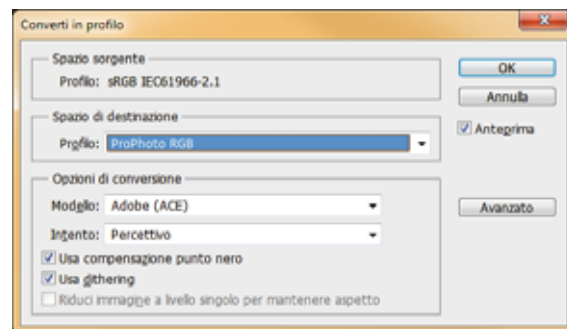 Converti in profilo
Spazio sorgente
Profilo: sRGB IEC61966-2.1
Spazio di destinazione
Profilo: ProPhoto RGB
Opzioni di conversione
Modello: Adobe (ACE)
Intento: Percettivo
Usa compensazione punto nero
Usa dithering
Riduci immagine a livello singolo per mantenere aspetto
OK
Annulla
Anteprima
Avanzato